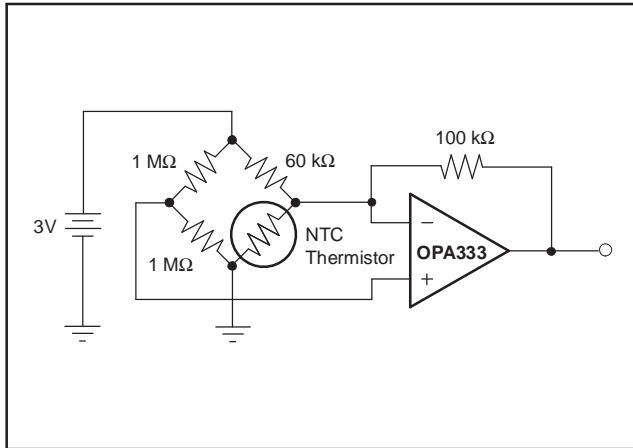 100 kΩ
1 MΩ
60 kΩ
3V
NTC
Thermistor
1 MΩ
−
OPA333
+